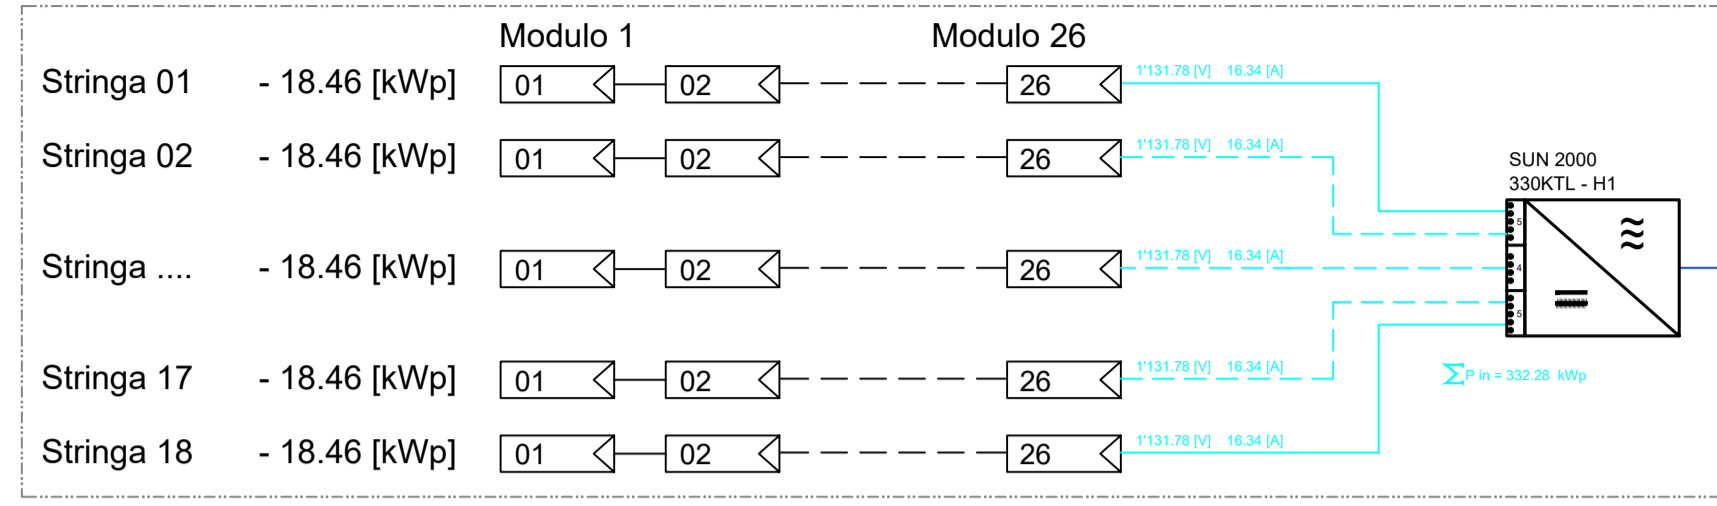 Modulo 1 Modulo 26
Stringa 01 - 18.46 [kWp] 01 02 26 1'131.78 [V] 16.34 [A]
Stringa 02 - 18.46 [kWp] 01 02 26 1'131.78 [V] 16.34 [A]
SUN 2000
330KTL - H1
5
Stringa .... - 18.46 [kWp] 01 02 26 1'131.78 [V] 16.34 [A]
4
5
Stringa 17 - 18.46 [kWp] 01 02 26 1'131.78 [V] 16.34 [A]
∑P in = 332.28 kWp
Stringa 18 - 18.46 [kWp] 01 02 26 1'131.78 [V] 16.34 [A]